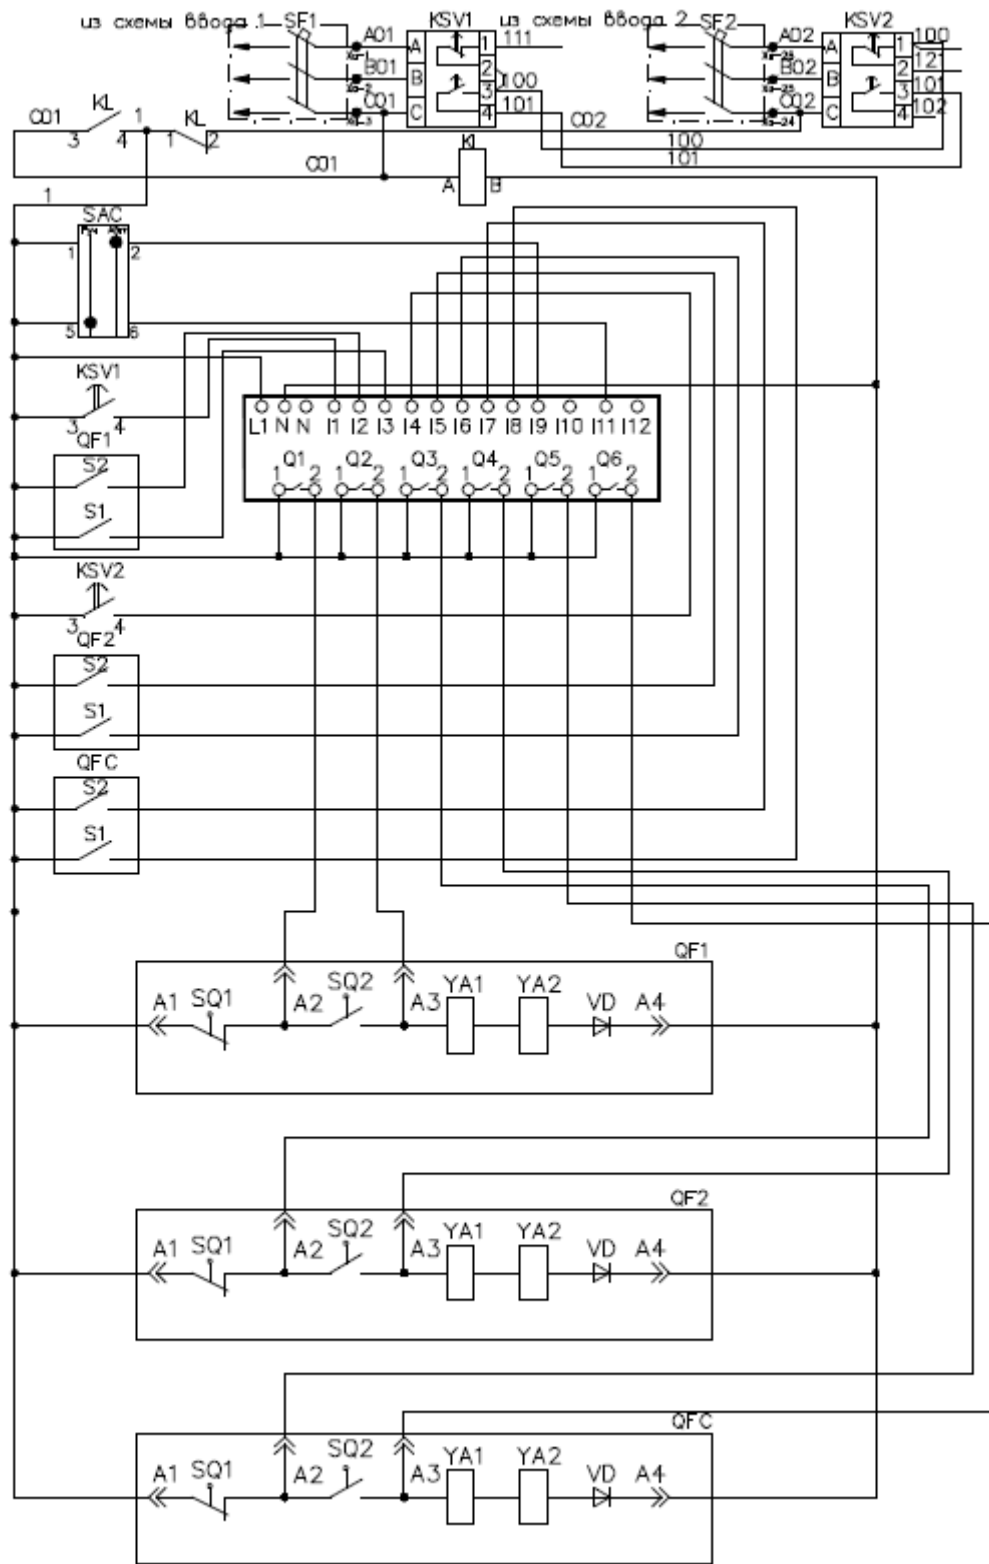 из схемы ввода 1 SF1 A01 KSV1 из схемы ввода 2 SF2 A02 KSV2
A 1 111 A 1 100
B01 B 2 B02 B 2 121
100 3 3 101
C01 C 4 101 C02 C 4 102
C01 KL 1 KL C02 100
3 4 1 2 101
C01 A B
1
SAC
Руч Авт
1 2
5 6
KSV1
3 4
L1 N N I1 I2 I3 I4 I5 I6 I7 I8 I9 I10 I11 I12
QF1
Q1 Q2 Q3 Q4 Q5 Q6
1 2 1 2 1 2 1 2 1 2 1 2
S2
S1
KSV2
3 4
QF2
S2
S1
QFC
S2
S1
QF1
A1 SQ1 A2 SQ2 A3 YA1 YA2 VD A4
QF2
A1 SQ1 A2 SQ2 A3 YA1 YA2 VD A4
QFC
A1 SQ1 A2 SQ2 A3 YA1 YA2 VD A4